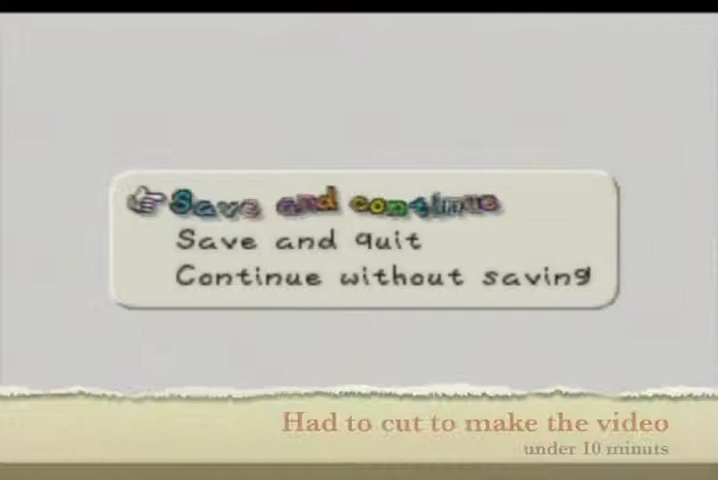 Save and continue
Save and quit
Continue without saving
Had to cut to make the video
under 10 minuts